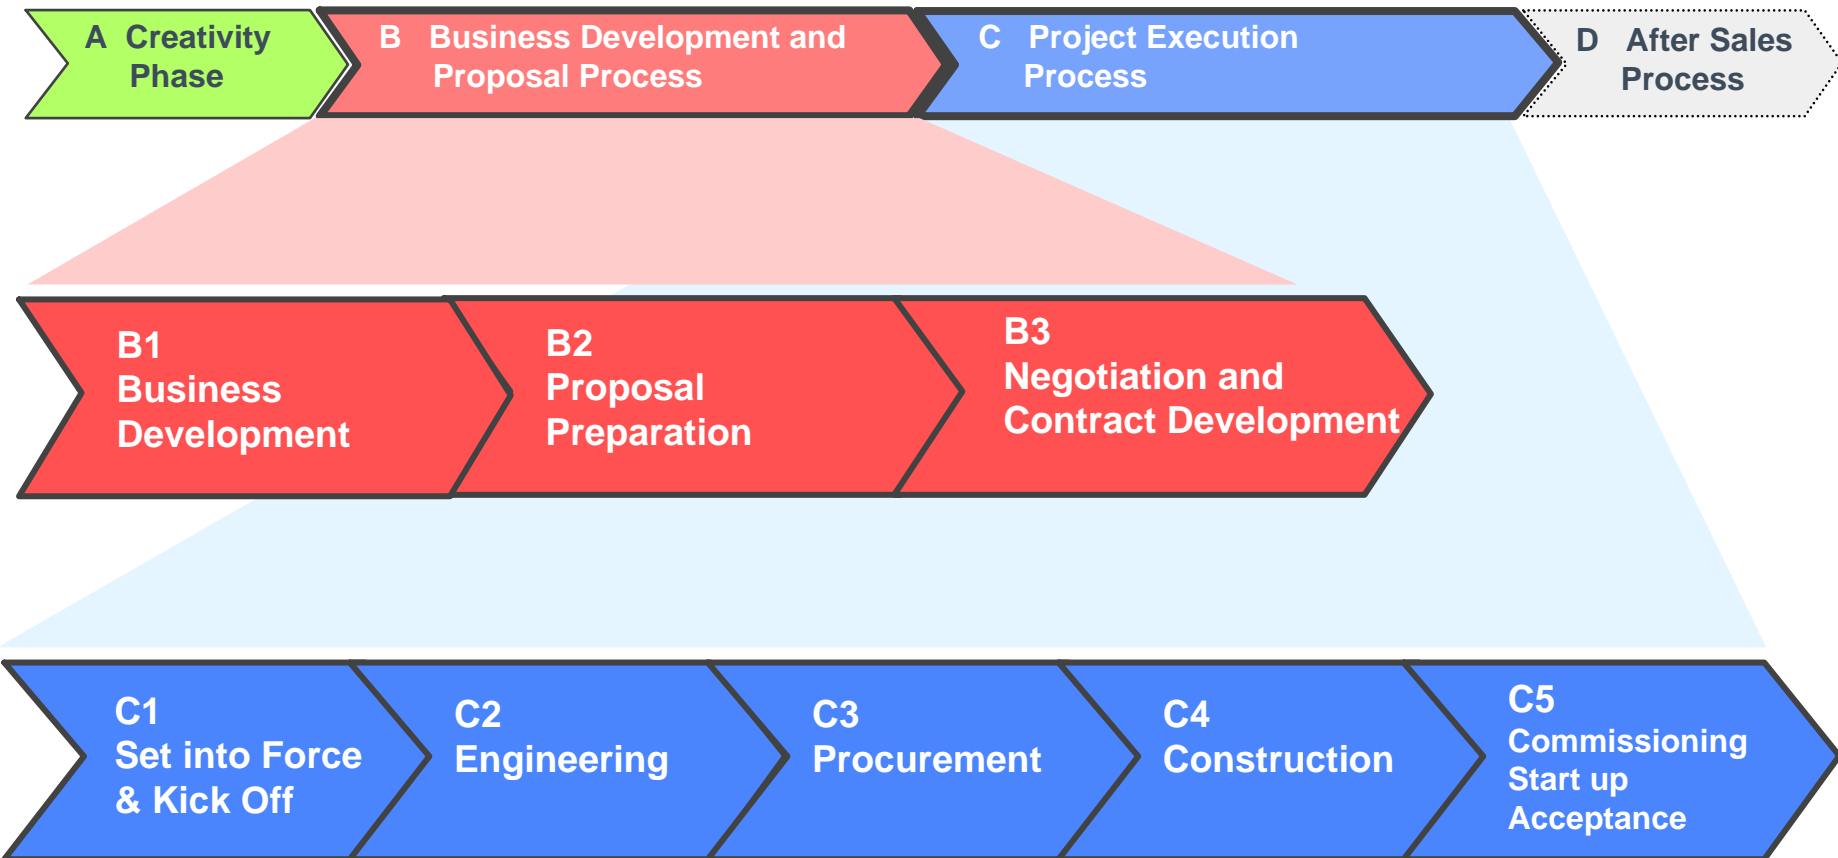 A Creativity
Phase
B Business Development and
Proposal Process
C Project Execution
Process
D After Sales
Process
B1
Business
Development
B2
Proposal
Preparation
B3
Negotiation and
Contract Development
C1
Set into Force
& Kick Off
C2
Engineering
C3
Procurement
C4
Construction
C5
Commissioning
Start up
Acceptance